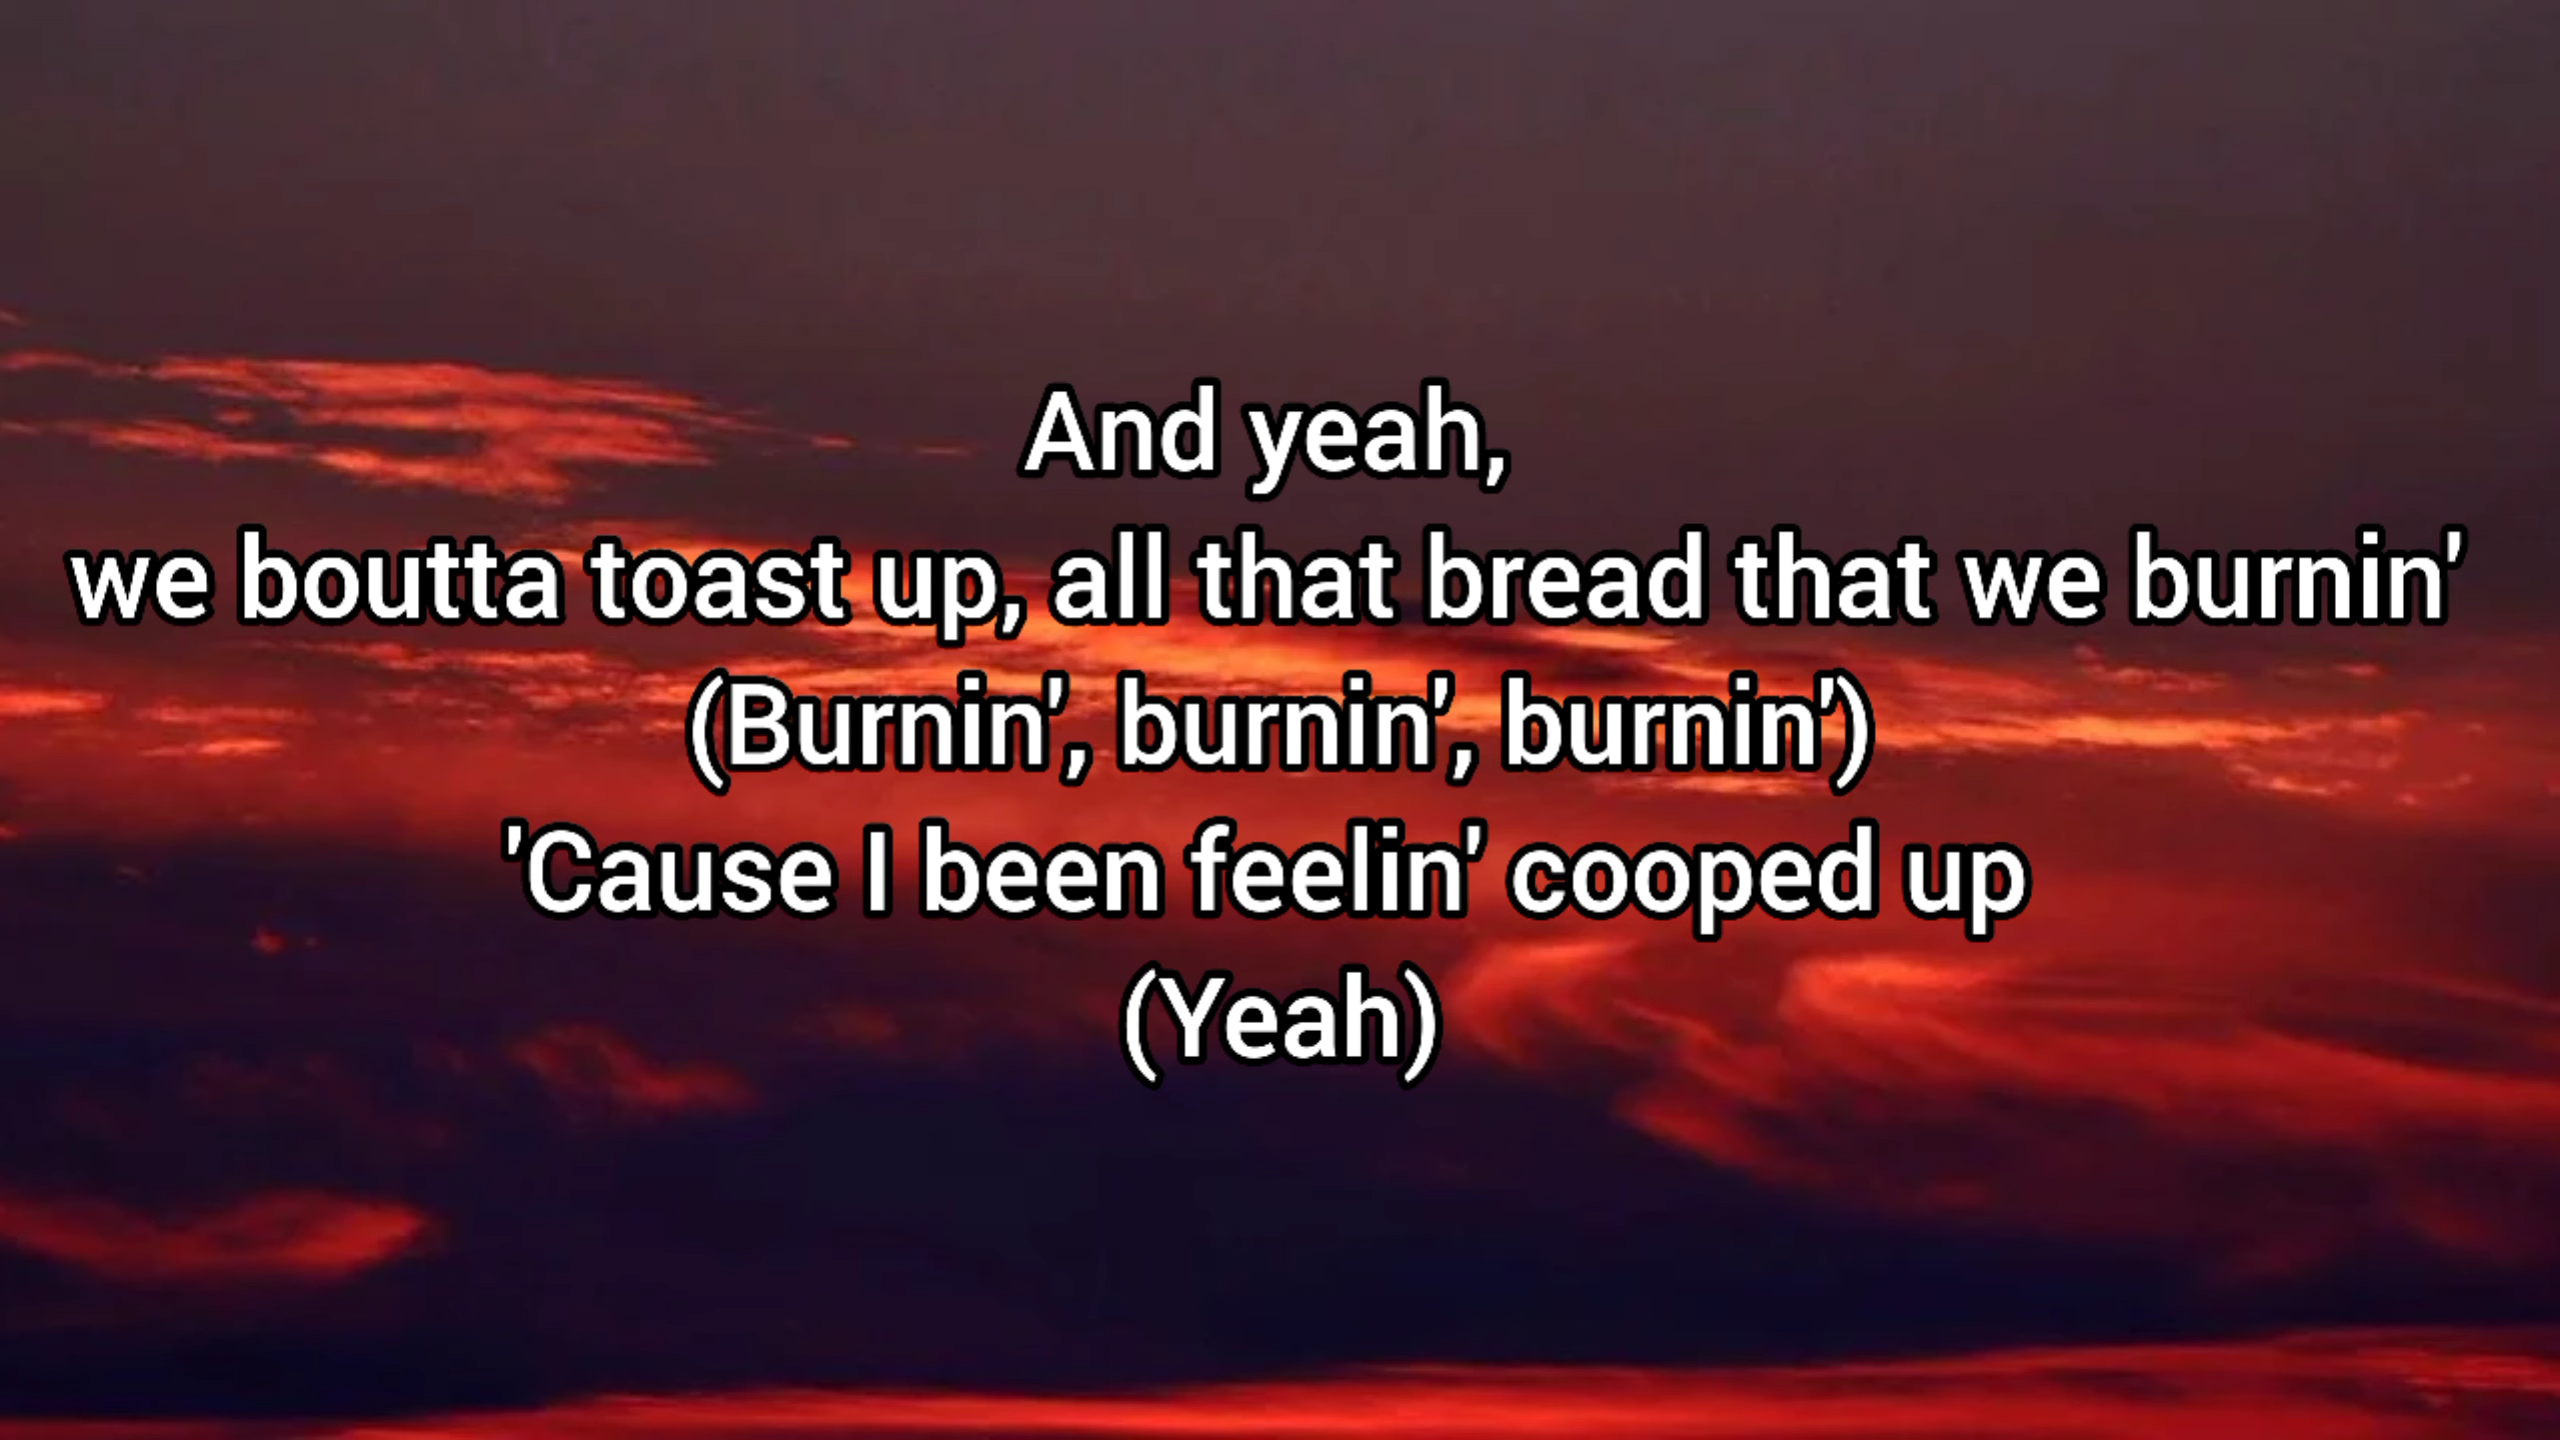 And yeah,
we boutta toast up, all that bread that we burnin'
(Burnin', burnin', burnin')
'Cause I been feelin' cooped up
(Yeah)